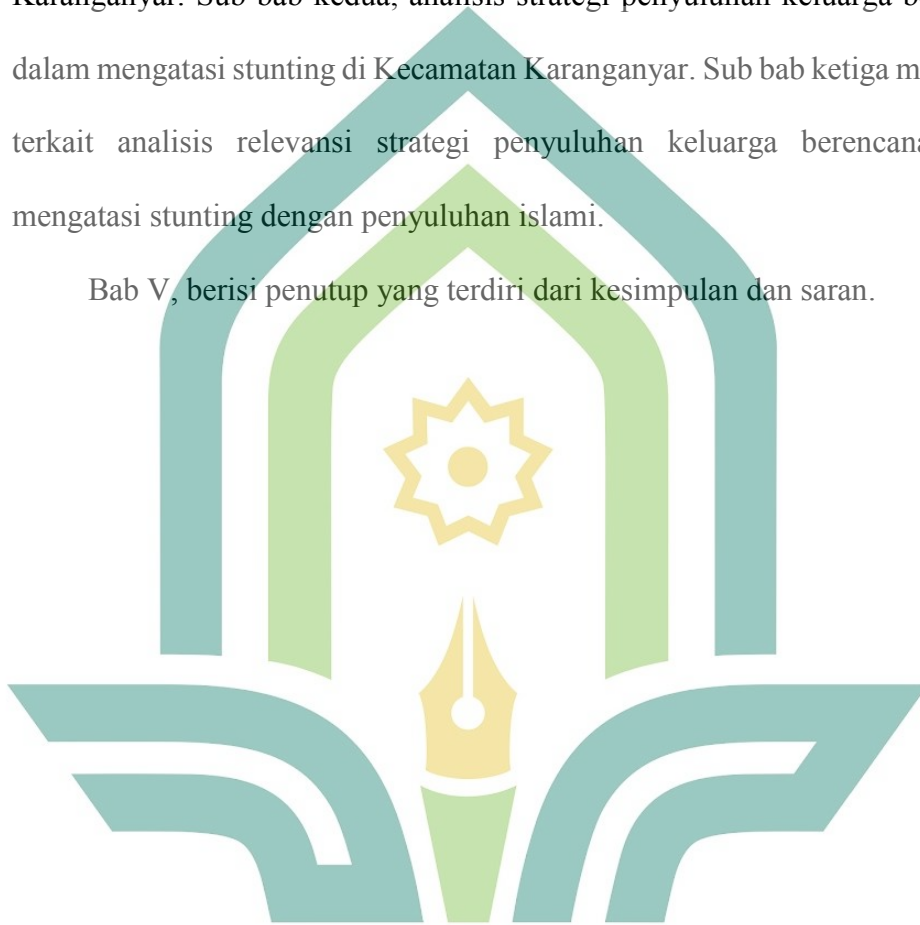 Karanganyar. Sub bab kedua, analisis strategi penyuluhan keluarga
dalam mengatasi stunting di Kecamatan Karanganyar. Sub bab ketiga
terkait analisis relevansi strategi penyuluhan keluarga berencana
mengatasi stunting dengan penyuluhan islami.
Bab V, berisi penutup yang terdiri dari kesimpulan dan saran.